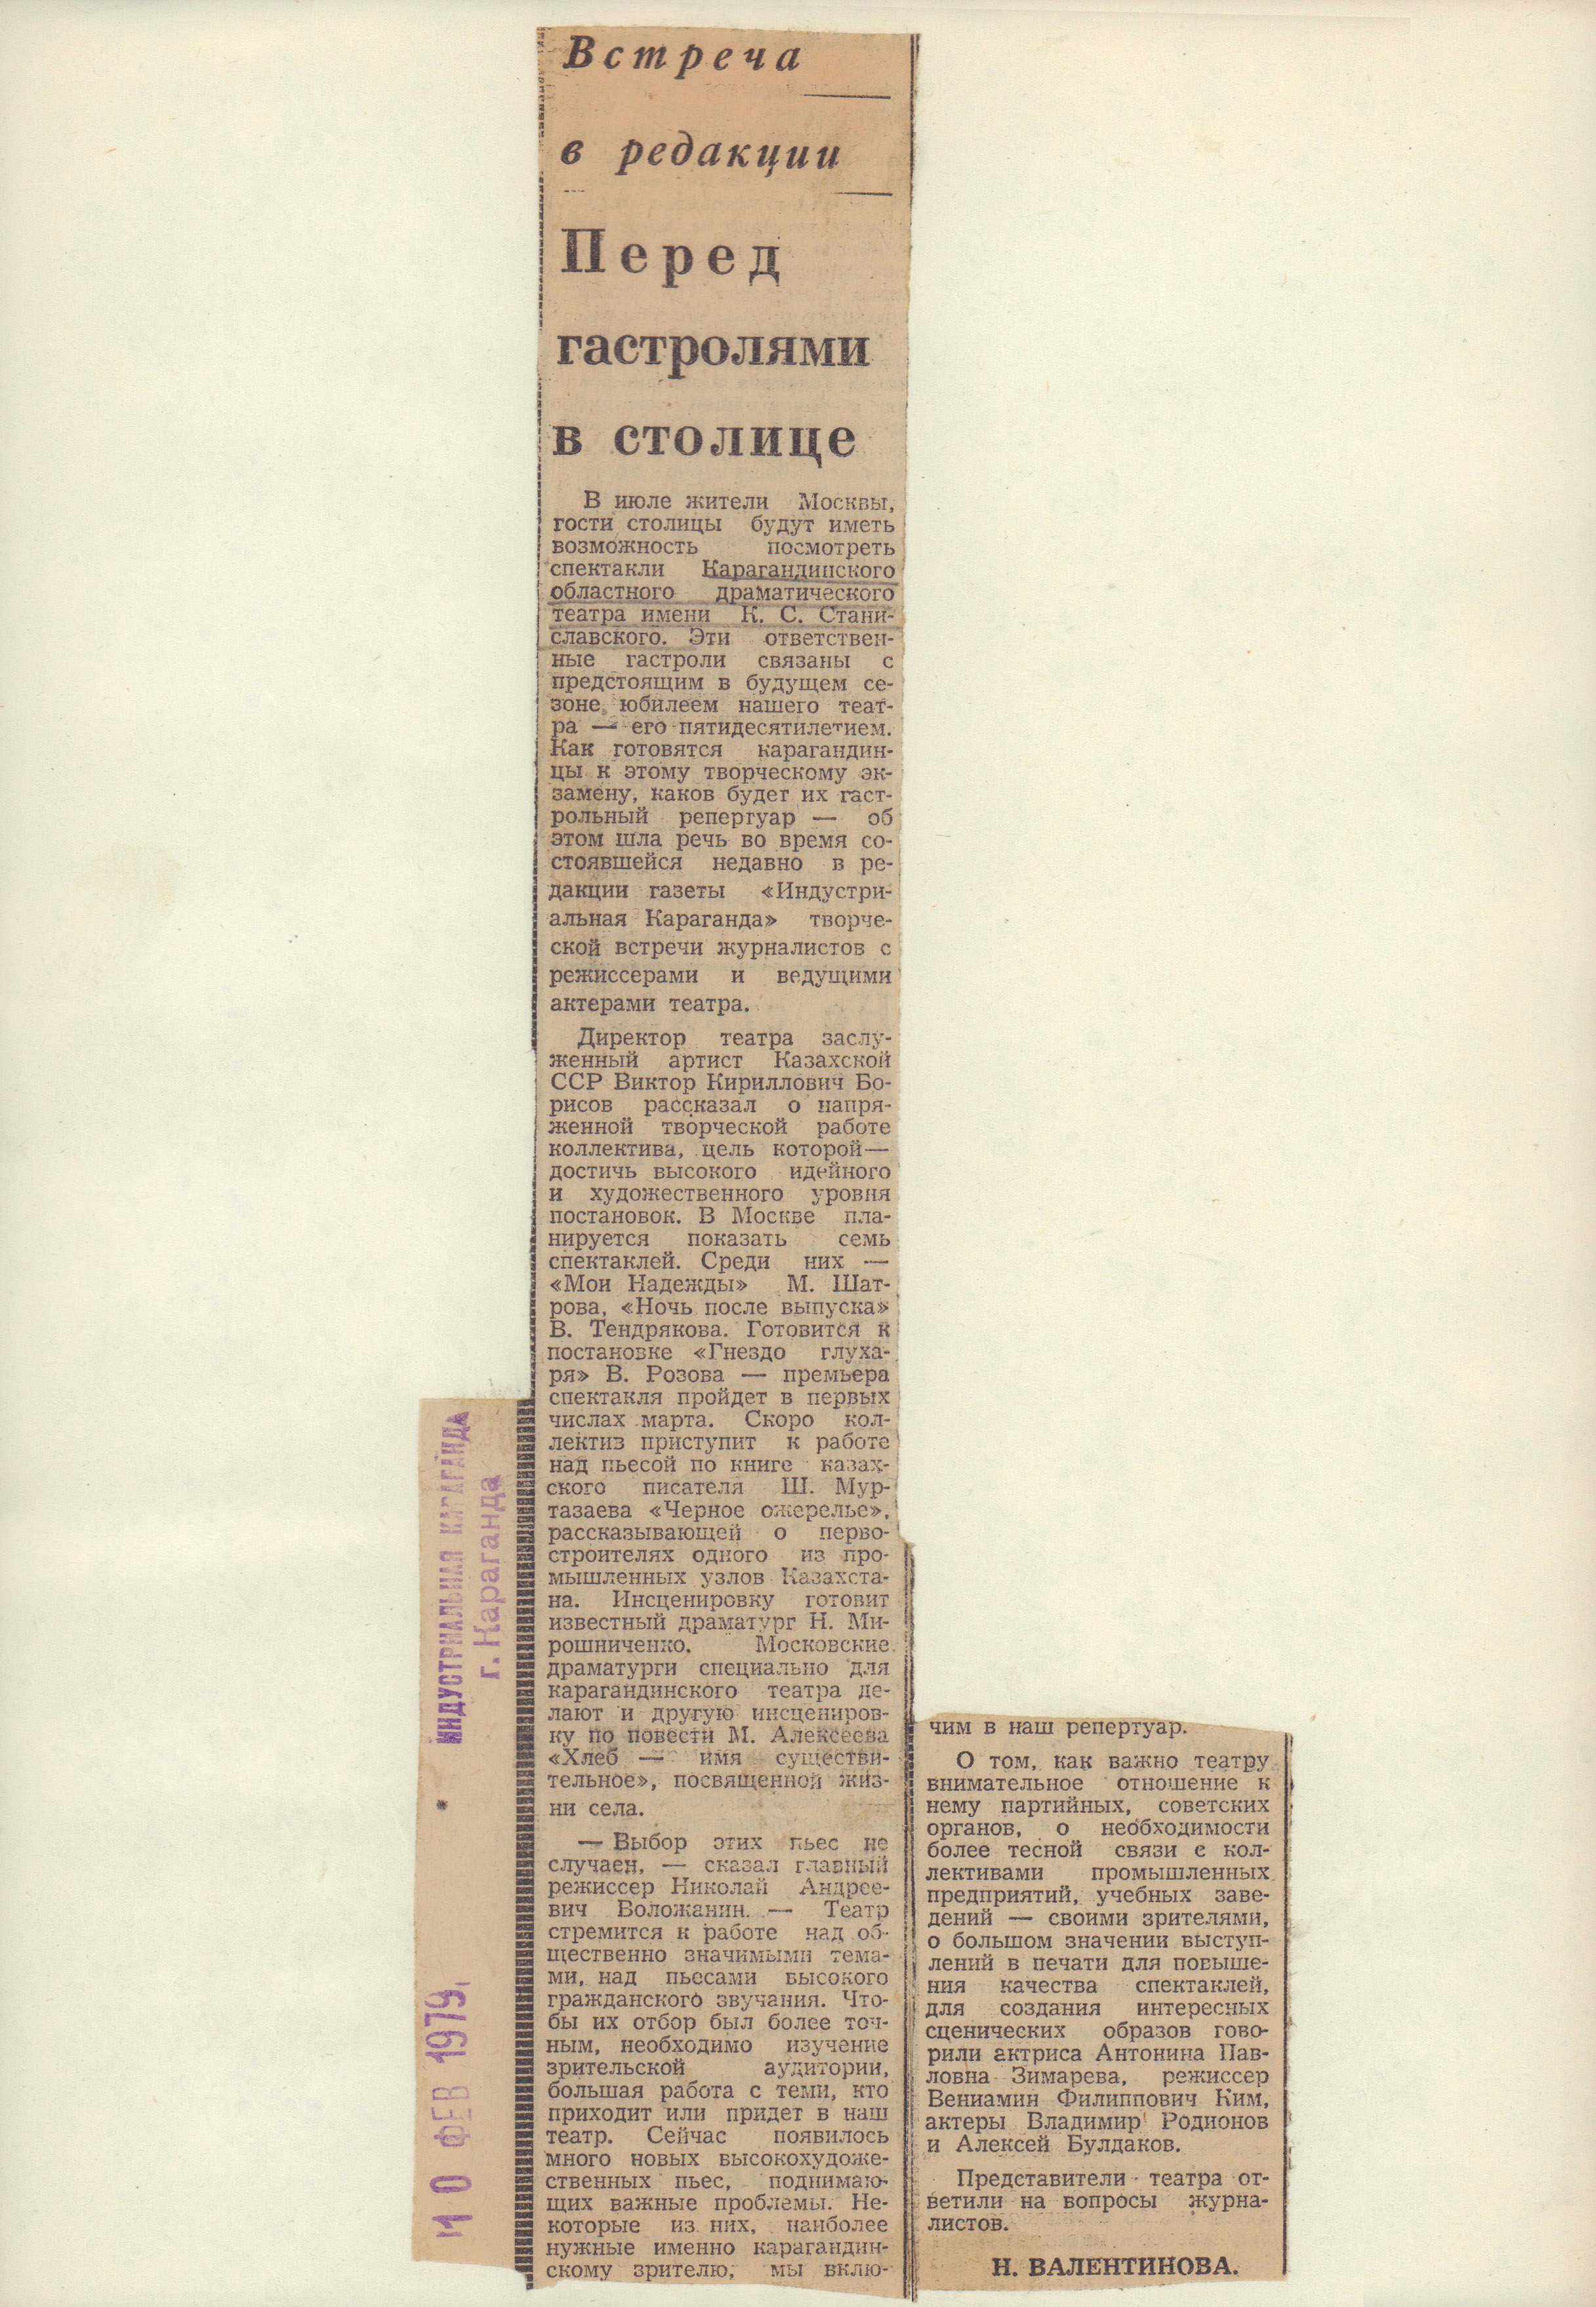 Встреча
в редакции
Перед
гастролями
в столице
В июле жители Москвы,
гости столицы будут иметь
возможность посмотреть
спектакли Карагандинского
областного драматического
театра имени К. С. Стани-
славского. Эти ответствен-
ные гастроли связаны с
предстоящим в будущем се-
зоне юбилеем нашего теат-
ра — его пятидесятилетием.
Как готовятся карагандин-
цы к этому творческому эк-
замену, каков будет их гаст-
рольный репертуар — об
этом шла речь во время со-
стоявшейся недавно в ре-
дакции газеты «Индустри-
альная Караганда» творче-
ской встречи журналистов с
режиссерами и ведущими
актерами театра.
Директор театра заслу-
женный артист Казахской
ССР Виктор Кириллович Бо-
рисов рассказал о напря-
женной творческой работе
коллектива, цель которой—
достичь высокого идейного
и художественного уровня
постановок. В Москве пла-
нируется показать семь
спектаклей. Среди них —
«Мои Надежды» М. Шат-
рова, «Ночь после выпуска»
В. Тендрякова. Готовится к
постановке «Гнездо глуха-
ря» В. Розова — премьера
спектакля пройдет в первых
числах марта. Скоро кол-
лектиз приступит к работе
над пьесой по книге казах-
ского писателя Ш. Мур-
тазаева «Черное ожерелье»,
рассказывающей о перво-
строителях одного из про-
мышленных узлов Казахста-
на. Инсценировку готовит
известный драматург Н. Ми-
рошниченко. Московские
драматурги специально для
карагандинского театра де-
лают и другую инсцениров-
ку по повести М. Алексеева
«Хлеб — имя существи-
тельное», посвященной жиз-
ни села.
— Выбор этих пьес не
случаен, — сказал главный
режиссер Николай Андрее-
вич Воложанин. — Театр
стремится к работе над об-
щественно значимыми тема-
ми, над пьесами высокого
гражданского звучания. Что-
бы их отбор был более точ-
ным, необходимо изучение
зрительской аудитории,
большая работа с теми, кто
приходит или придет в наш
театр. Сейчас появилось
много новых высокохудоже-
ственных пьес, поднимаю-
щих важные проблемы. Не-
которые из них, наиболее
нужные именно карагандин-
скому зрителю, мы вклю-
чим в наш репертуар.
О том, как важно театру
внимательное отношение к
нему партийных, советских
органов, о необходимости
более тесной связи с кол-
лективами промышленных
предприятий, учебных заве-
дений — своими зрителями,
о большом значении выступ-
лений в печати для повыше-
ния качества спектаклей,
для создания интересных
сценических образов гово-
рили актриса Антонина Пав-
ловна Зимарева, режиссер
Вениамин Филиппович Ким,
актеры Владимир Родионов
и Алексей Булдаков.
Представители театра от-
ветили на вопросы журна-
листов.
Н. ВАЛЕНТИНОВА.
ИНДУСТРИАЛЬНАЯ КАРАГАНДА
г. Караганда
10 ФЕВ 1979